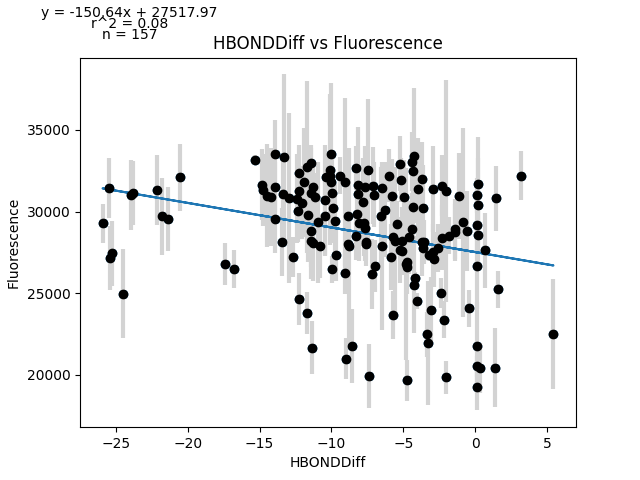 y = -150.64x + 27517.97
r^2 = 0.08
n = 157
HBONDDiff vs Fluorescence
Fluorescence
35000
30000
25000
20000
−25
−20
−15
−10
−5
0
5
HBONDDiff